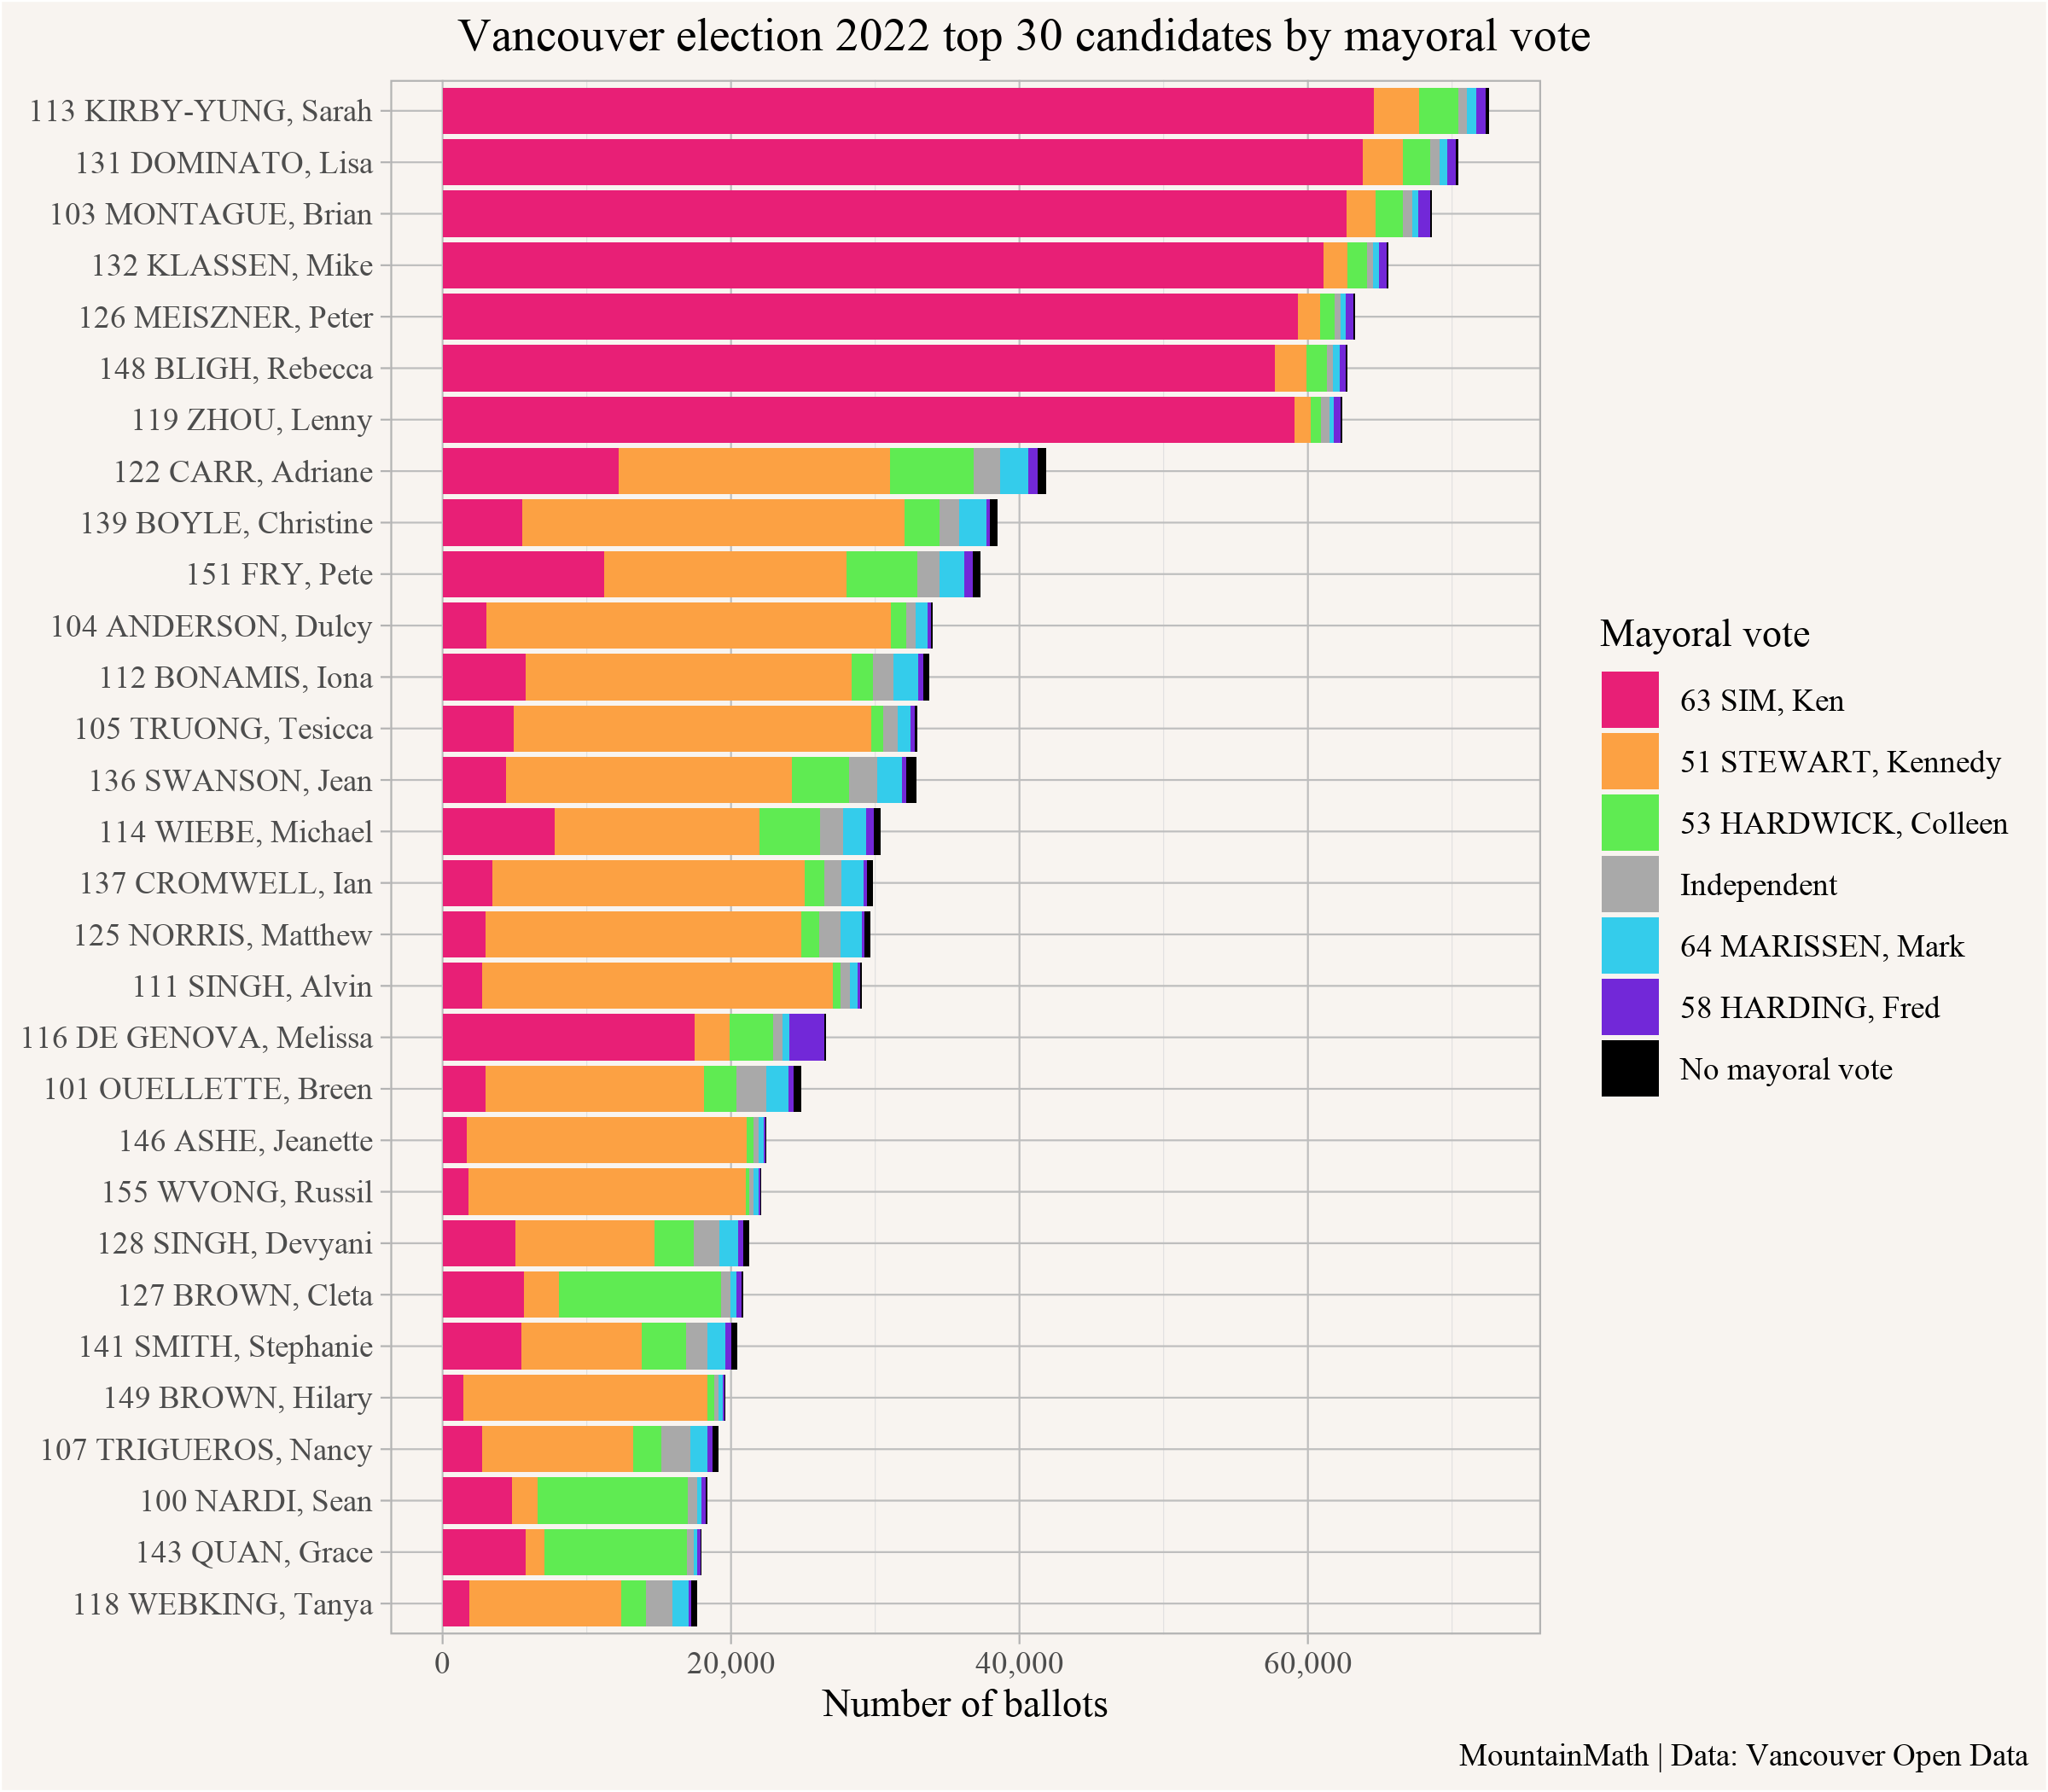 Vancouver election 2022 top 30 candidates by mayoral vote
113 KIRBY-YUNG, Sarah
131 DOMINATO, Lisa
103 MONTAGUE, Brian
132 KLASSEN, Mike
126 MEISZNER, Peter
148 BLIGH, Rebecca
119 ZHOU, Lenny
122 CARR, Adriane
139 BOYLE, Christine
151 FRY, Pete
104 ANDERSON, Dulcy
112 BONAMIS, Iona
105 TRUONG, Tesicca
136 SWANSON, Jean
114 WIEBE, Michael
137 CROMWELL, Ian
125 NORRIS, Matthew
111 SINGH, Alvin
116 DE GENOVA, Melissa
101 OUELLETTE, Breen
146 ASHE, Jeanette
155 WVONG, Russil
128 SINGH, Devyani
127 BROWN, Cleta
141 SMITH, Stephanie
149 BROWN, Hilary
107 TRIGUEROS, Nancy
100 NARDI, Sean
143 QUAN, Grace
118 WEBKING, Tanya
0 20,000 40,000 60,000
Number of ballots
Mayoral vote
63 SIM, Ken
51 STEWART, Kennedy
53 HARDWICK, Colleen
Independent
64 MARISSEN, Mark
58 HARDING, Fred
No mayoral vote
MountainMath | Data: Vancouver Open Data